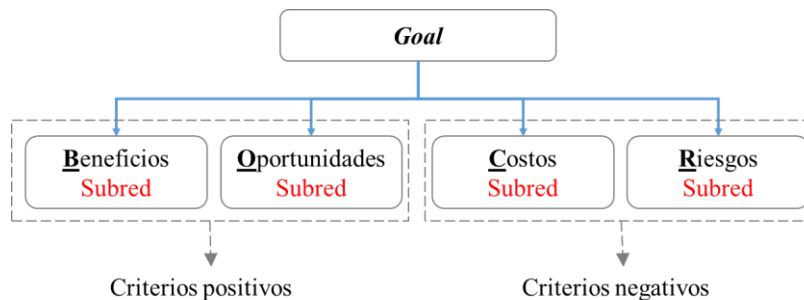 Goal
Beneficios
Subred
Oportunidades
Subred
Costos
Subred
Riesgos
Subred
Criterios positivos
Criterios negativos